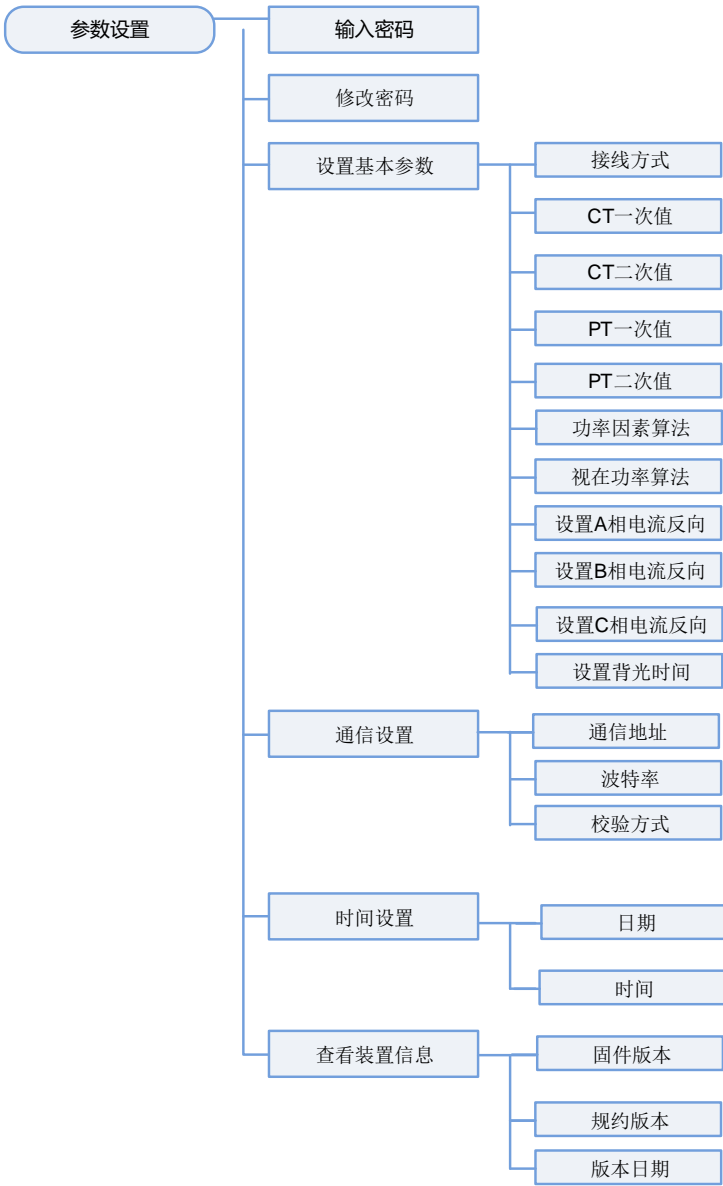 参数设置
输入密码
修改密码
设置基本参数
接线方式
CT一次值
CT二次值
PT一次值
PT二次值
功率因素算法
视在功率算法
设置A相电流反向
设置B相电流反向
设置C相电流反向
设置背光时间
通信设置
通信地址
波特率
校验方式
时间设置
日期
时间
查看装置信息
固件版本
规约版本
版本日期